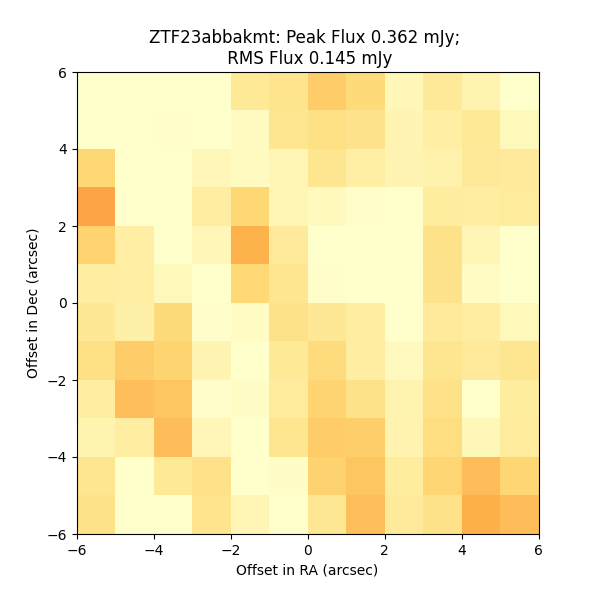 ZTF23abbakmt: Peak Flux 0.362 mJy;
RMS Flux 0.145 mJy
6
4
2
0
−2
−4
−6
Offset in Dec (arcsec)
−6 −4 −2 0 2 4 6
Offset in RA (arcsec)